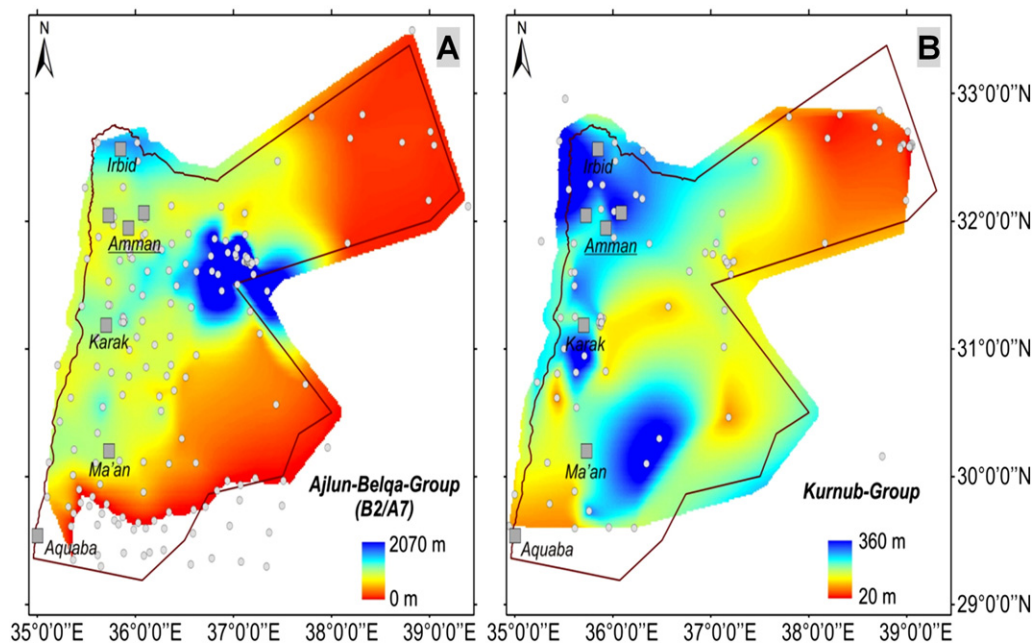 N
A
Irbid
Amman
Karak
Ma'an
Aquaba
Ajlun-Belqa-Group
(B2/A7)
2070 m
0 m
35°0'0"E 36°0'0"E 37°0'0"E 38°0'0"E 39°0'0"E
N
B
Irbid
Amman
Karak
Ma'an
Aquaba
Kurnub-Group
360 m
20 m
33°0'0"N
32°0'0"N
31°0'0"N
30°0'0"N
29°0'0"N
35°0'0"E 36°0'0"E 37°0'0"E 38°0'0"E 39°0'0"E